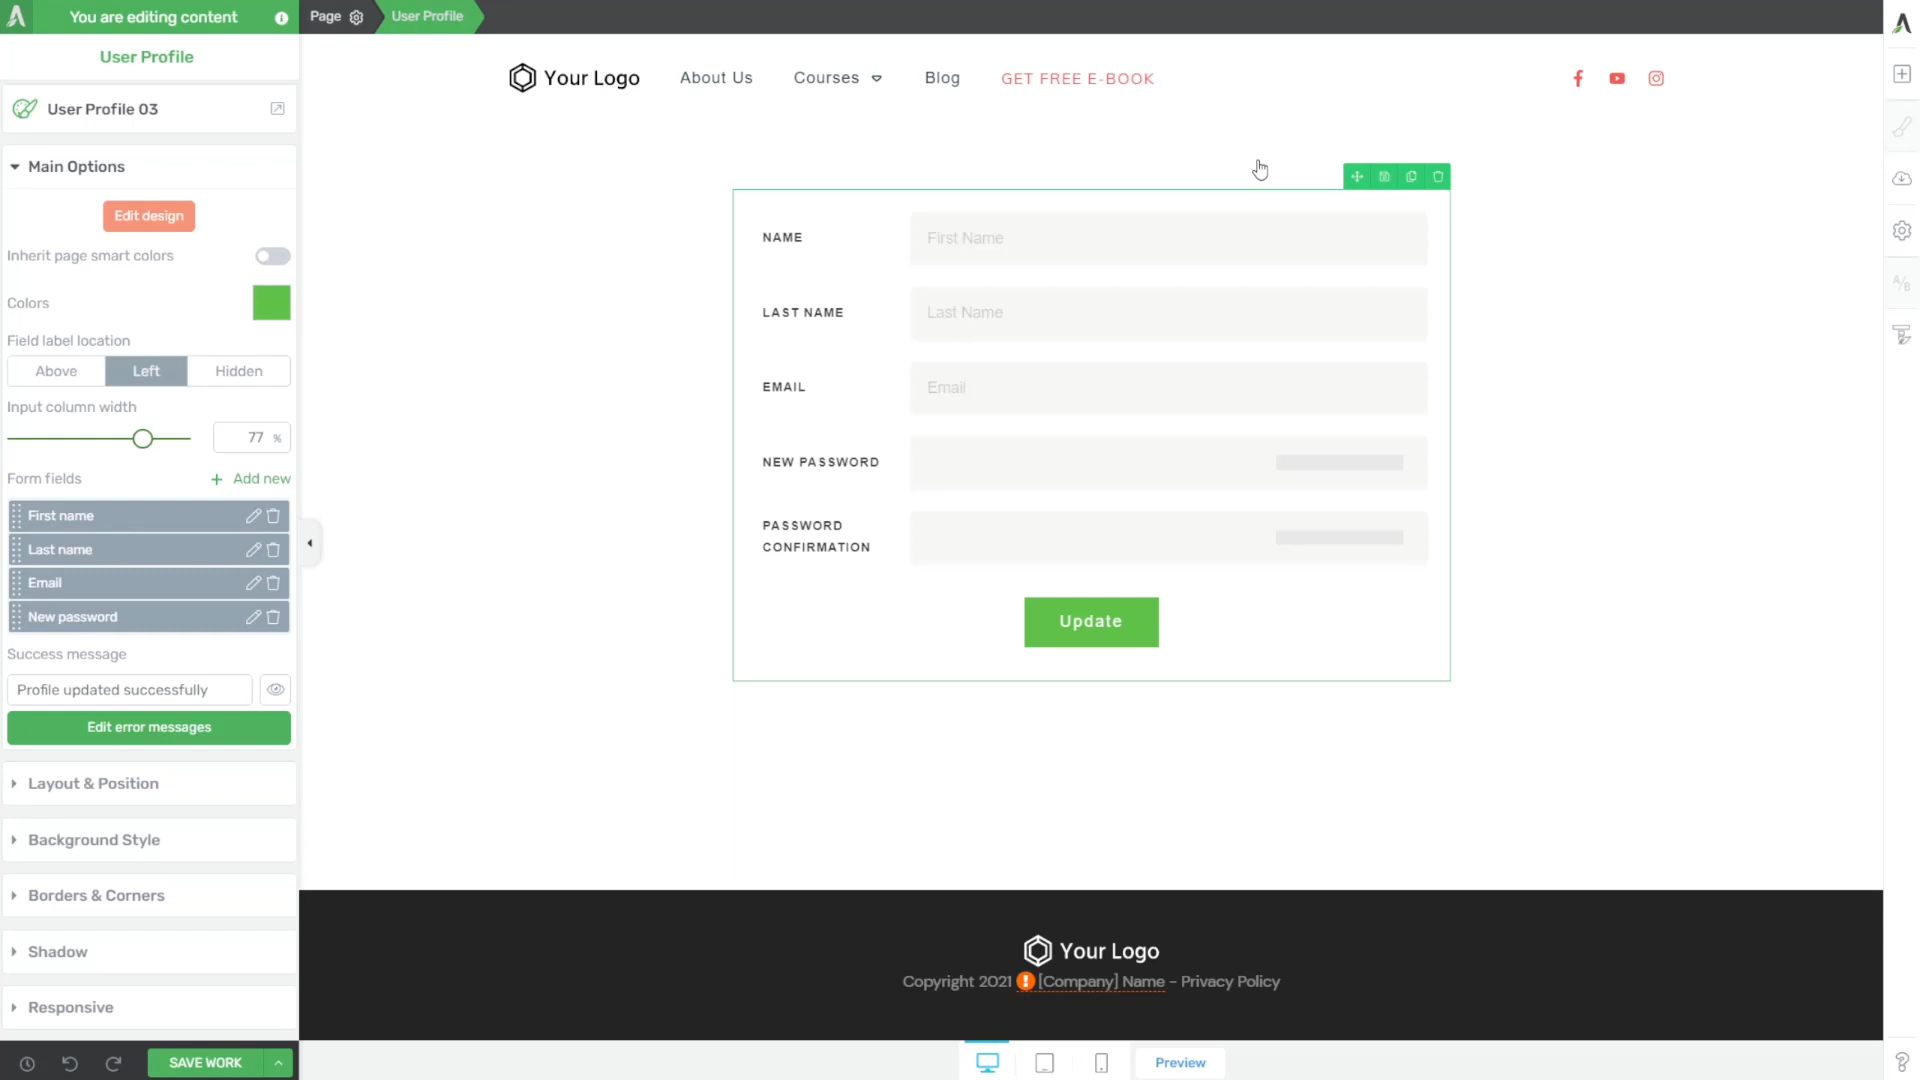 You are editing content
Page
User Profile
User Profile
User Profile 03
Main Options
Edit design
Inherit page smart colors
Colors
Field label location
Above Left Hidden
Input column width
77 %
Form fields
+ Add new
First name
Last name
Email
New password
Success message
Profile updated successfully
Edit error messages
Layout & Position
Background Style
Borders & Corners
Shadow
Responsive
SAVE WORK
Your Logo
About Us
Courses
Blog
GET FREE E-BOOK
NAME
First Name
LAST NAME
Last Name
EMAIL
Email
NEW PASSWORD
PASSWORD
CONFIRMATION
Update
Your Logo
Copyright 2021 ! [Company] Name - Privacy Policy
Preview
A/B